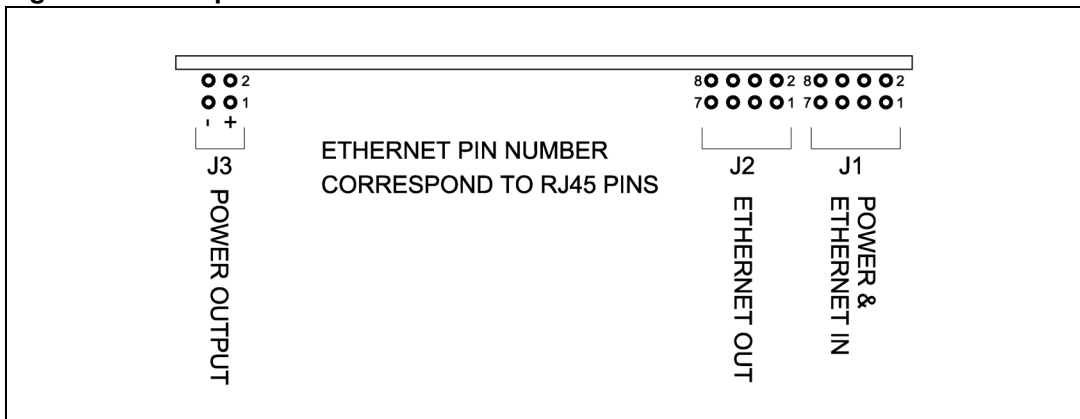 2 8 2 8 2
1 7 1 7 1
- +
J3 J2 J1
ETHERNET PIN NUMBER
CORRESPOND TO RJ45 PINS
POWER OUTPUT
ETHERNET OUT
POWER &
ETHERNET IN